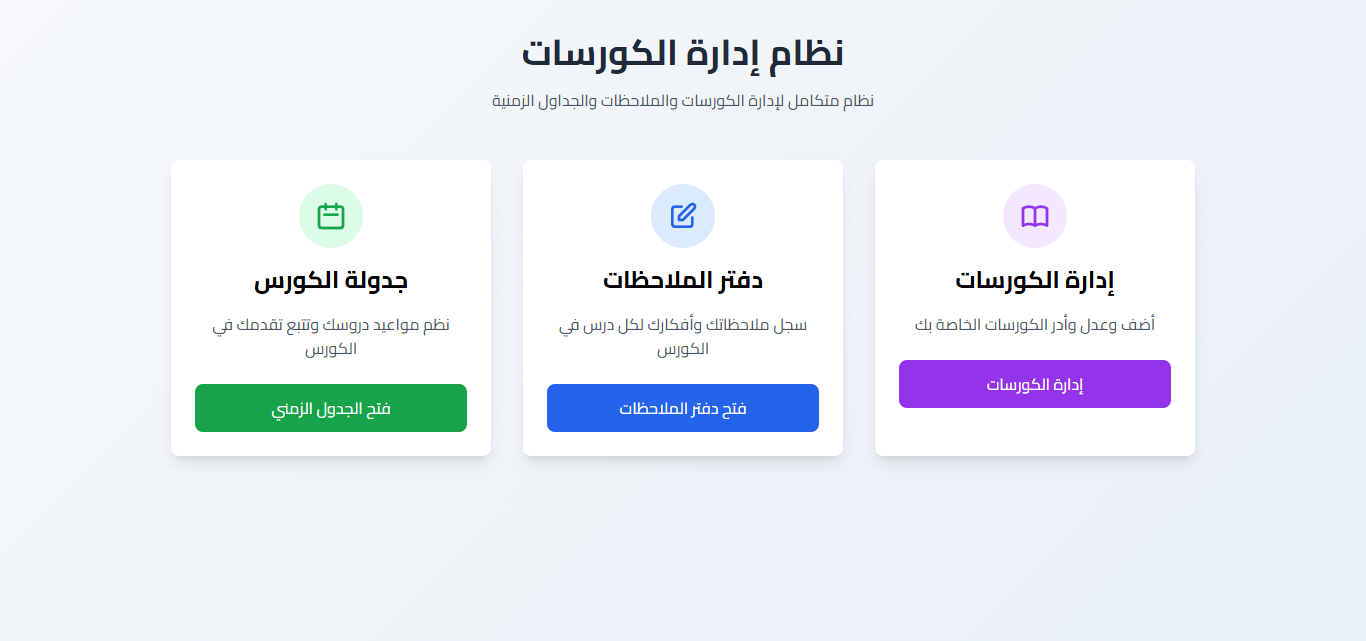 نظام إدارة الكورسات
نظام متكامل لإدارة الكورسات والملاحظات والجداول الزمنية
إدارة الكورسات
أضف وعدل وأدر الكورسات الخاصة بك
إدارة الكورسات
دفتر الملاحظات
سجل ملاحظاتك وأفكارك لكل درس في
الكورس
فتح دفتر الملاحظات
جدولة الكورس
نظم مواعيد دروسك وتتبع تقدمك في
الكورس
فتح الجدول الزمني